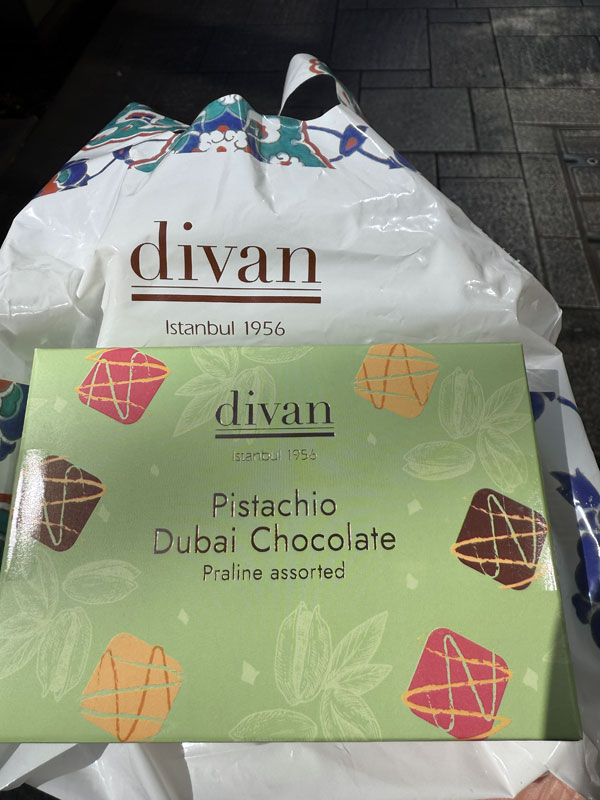 divan
Istanbul 1956
divan
istanbul 1956
Pistachio
Dubai Chocolate
Praline assorted